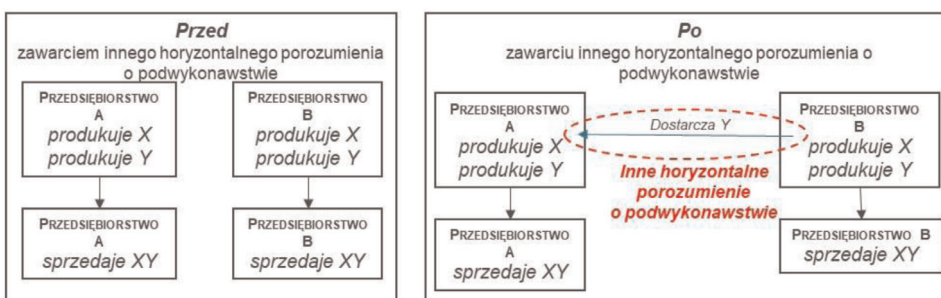 Przed
zawarciem innego horyzontalnego porozumienia
o podwykonawstwie
PRZEDSIĘBIORSTWO
A
produkuje X
produkuje Y
PRZEDSIĘBIORSTWO
B
produkuje X
produkuje Y
PRZEDSIĘBIORSTWO
A
sprzedaje XY
PRZEDSIĘBIORSTWO
B
sprzedaje XY
Po
zawarciu innego horyzontalnego porozumienia o
podwykonawstwie
PRZEDSIĘBIORSTWO
A
produkuje X
produkuje Y
Dostarcza Y
Inne horyzontalne
porozumienie
o podwykonawstwie
PRZEDSIĘBIORSTWO
B
produkuje X
produkuje Y
PRZEDSIĘBIORSTWO
A
sprzedaje XY
PRZEDSIĘBIORSTWO B
sprzedaje XY